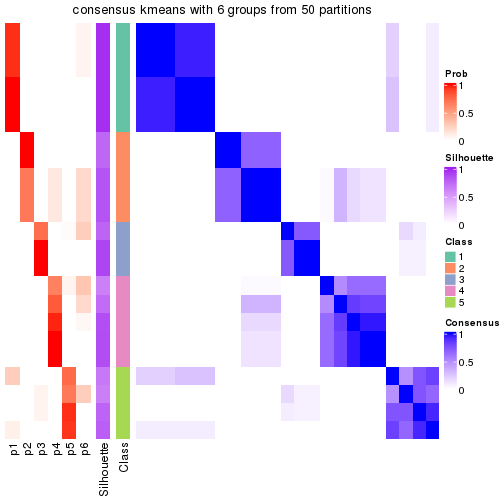 consensus kmeans with 6 groups from 50 partitions
Prob
1
0.5
0
Silhouette
1
0.5
0
Class
1
2
3
4
5
Consensus
1
0.5
0
p1
p2
p3
p4
p5
p6
Silhouette
Class